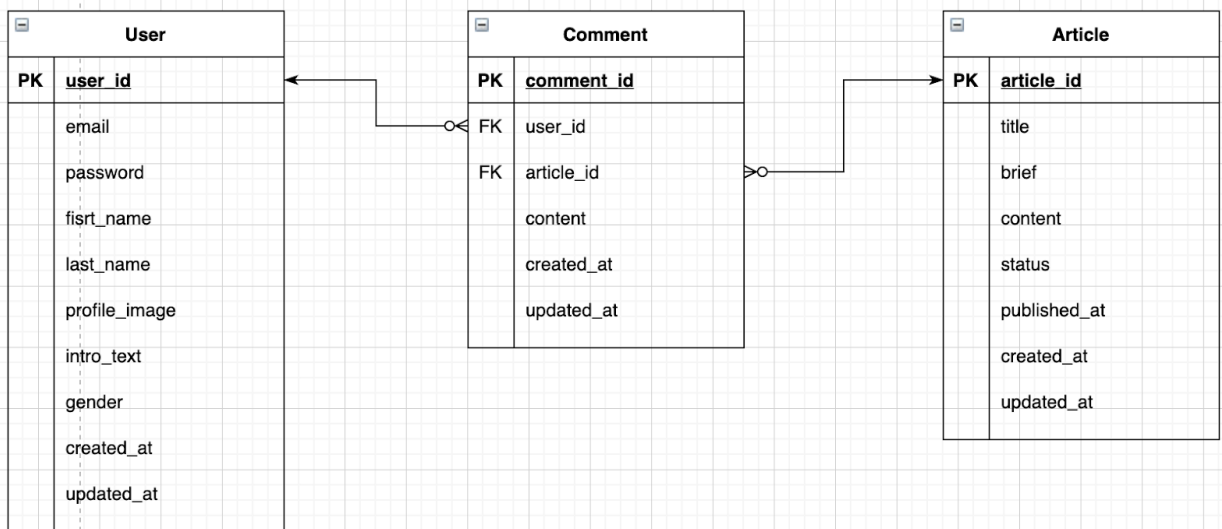 User
PK user_id
email
password
fisrt_name
last_name
profile_image
intro_text
gender
created_at
updated_at
Comment
PK comment_id
FK user_id
FK article_id
content
created_at
updated_at
Article
PK article_id
title
brief
content
status
published_at
created_at
updated_at